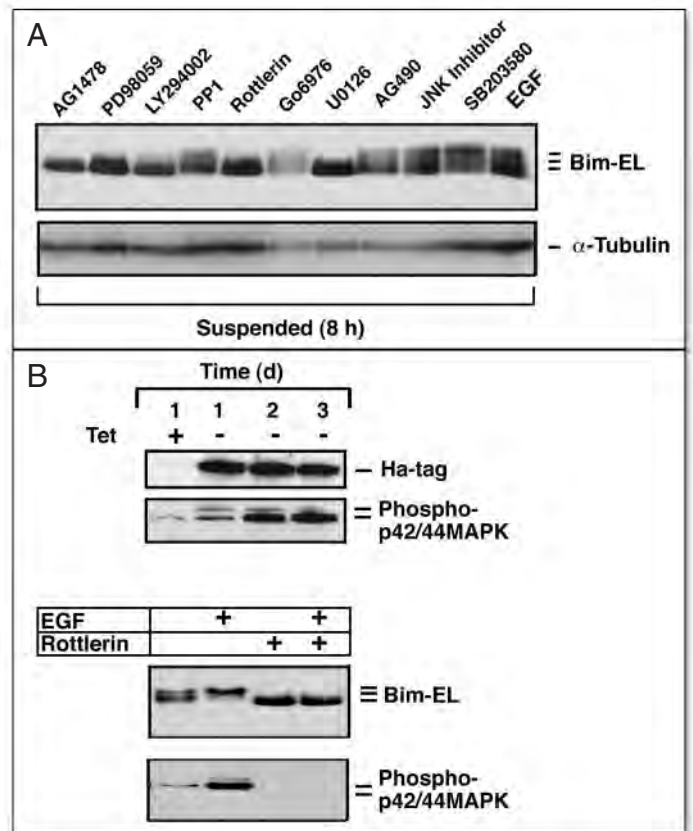 A
AG1478 PD98059 LY294002 PP1 Rottlerin Go6976 U0126 AG490 JNK Inhibitor SB203580 EGF
Bim-EL
α-Tubulin
Suspended (8 h)
B
Time (d)
1 1 2 3
Tet + - - -
Ha-tag
Phospho-
p42/44MAPK
EGF + +
Rottlerin + +
Bim-EL
Phospho-
p42/44MAPK